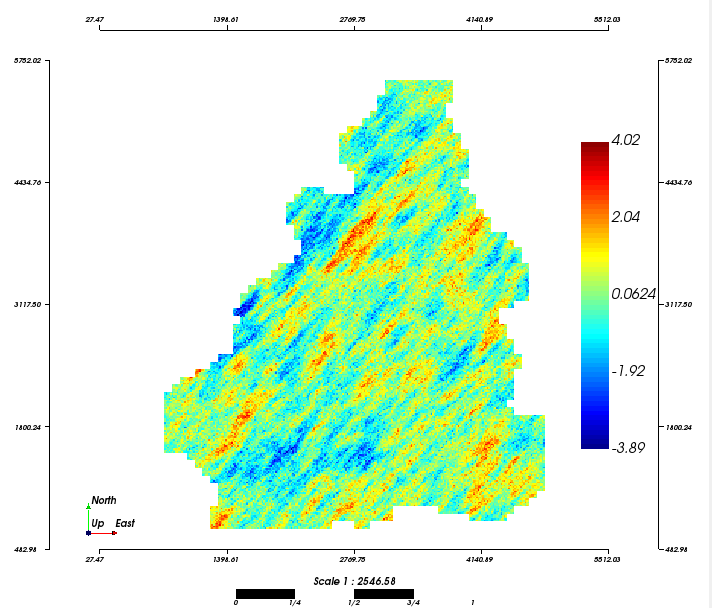 27.47 1398.61 2769.75 4140.89 5512.03
5752.02 5752.02
4.02
4434.76 4434.76
2.04
0.0624
3117.50 3117.50
-1.92
1800.24 1800.24
-3.89
North
Up East
482.98 482.98
27.47 1398.61 2769.75 4140.89 5512.03
Scale 1 : 2546.58
0 1/4 1/2 3/4 1